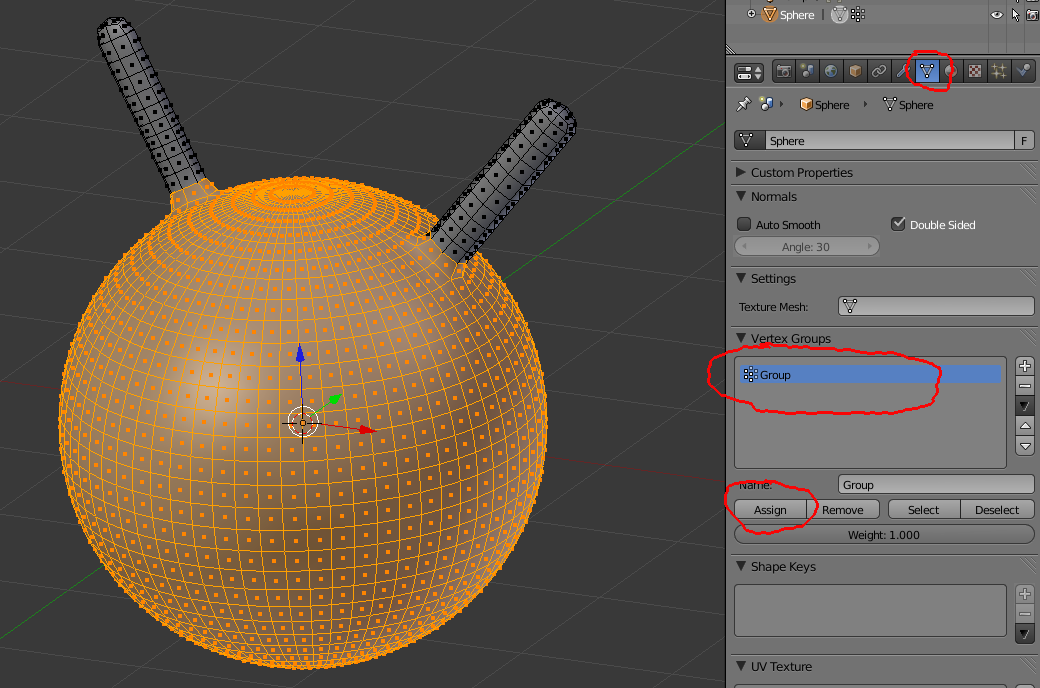 Sphere
Sphere Sphere
Sphere F
Custom Properties
Normals
Auto Smooth Double Sided
Angle: 30
Settings
Texture Mesh:
Vertex Groups
Group
Name: Group
Assign Remove Select Deselect
Weight: 1.000
Shape Keys
UV Texture